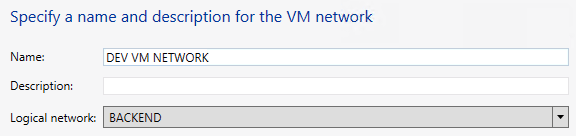 Specify a name and description for the VM network
Name: DEV VM NETWORK
Description:
Logical network: BACKEND